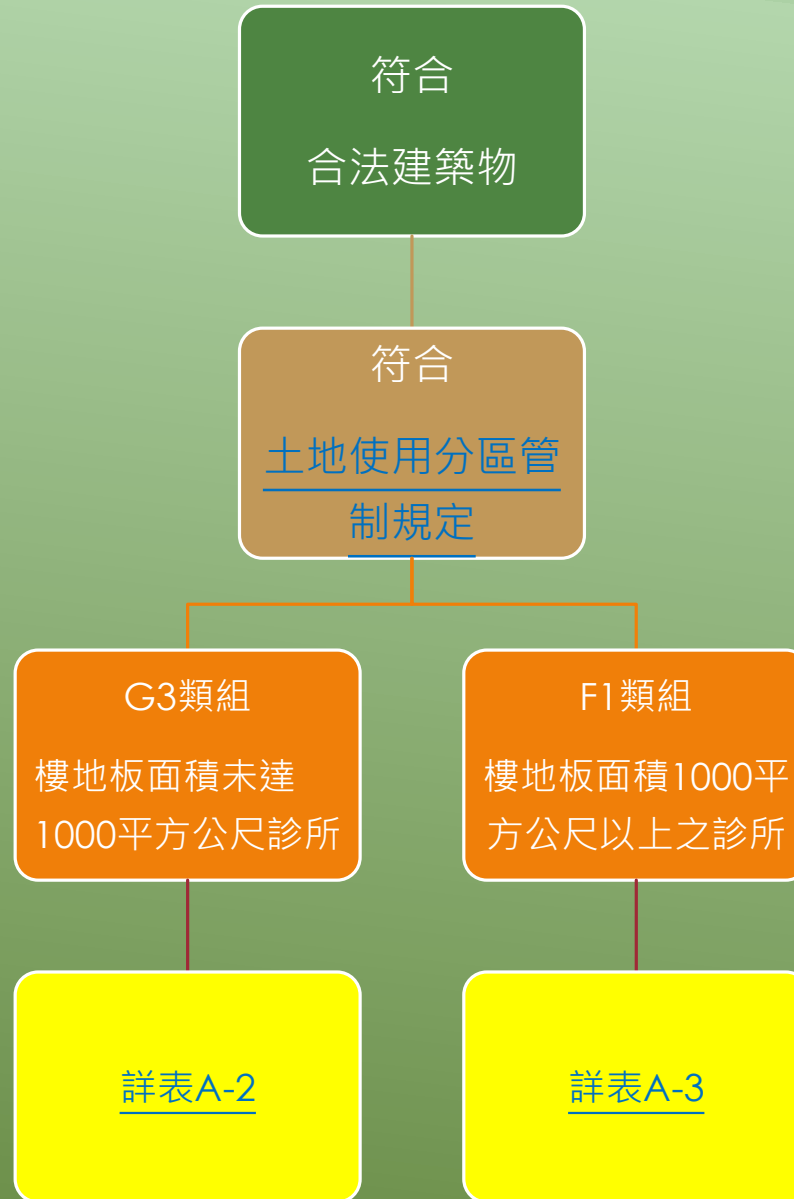 符合
合法建築物
符合
土地使用分區管
制規定
G3類組
樓地板面積未達
1000平方公尺診所
F1類組
樓地板面積1000平
方公尺以上之診所
詳表A-2
詳表A-3